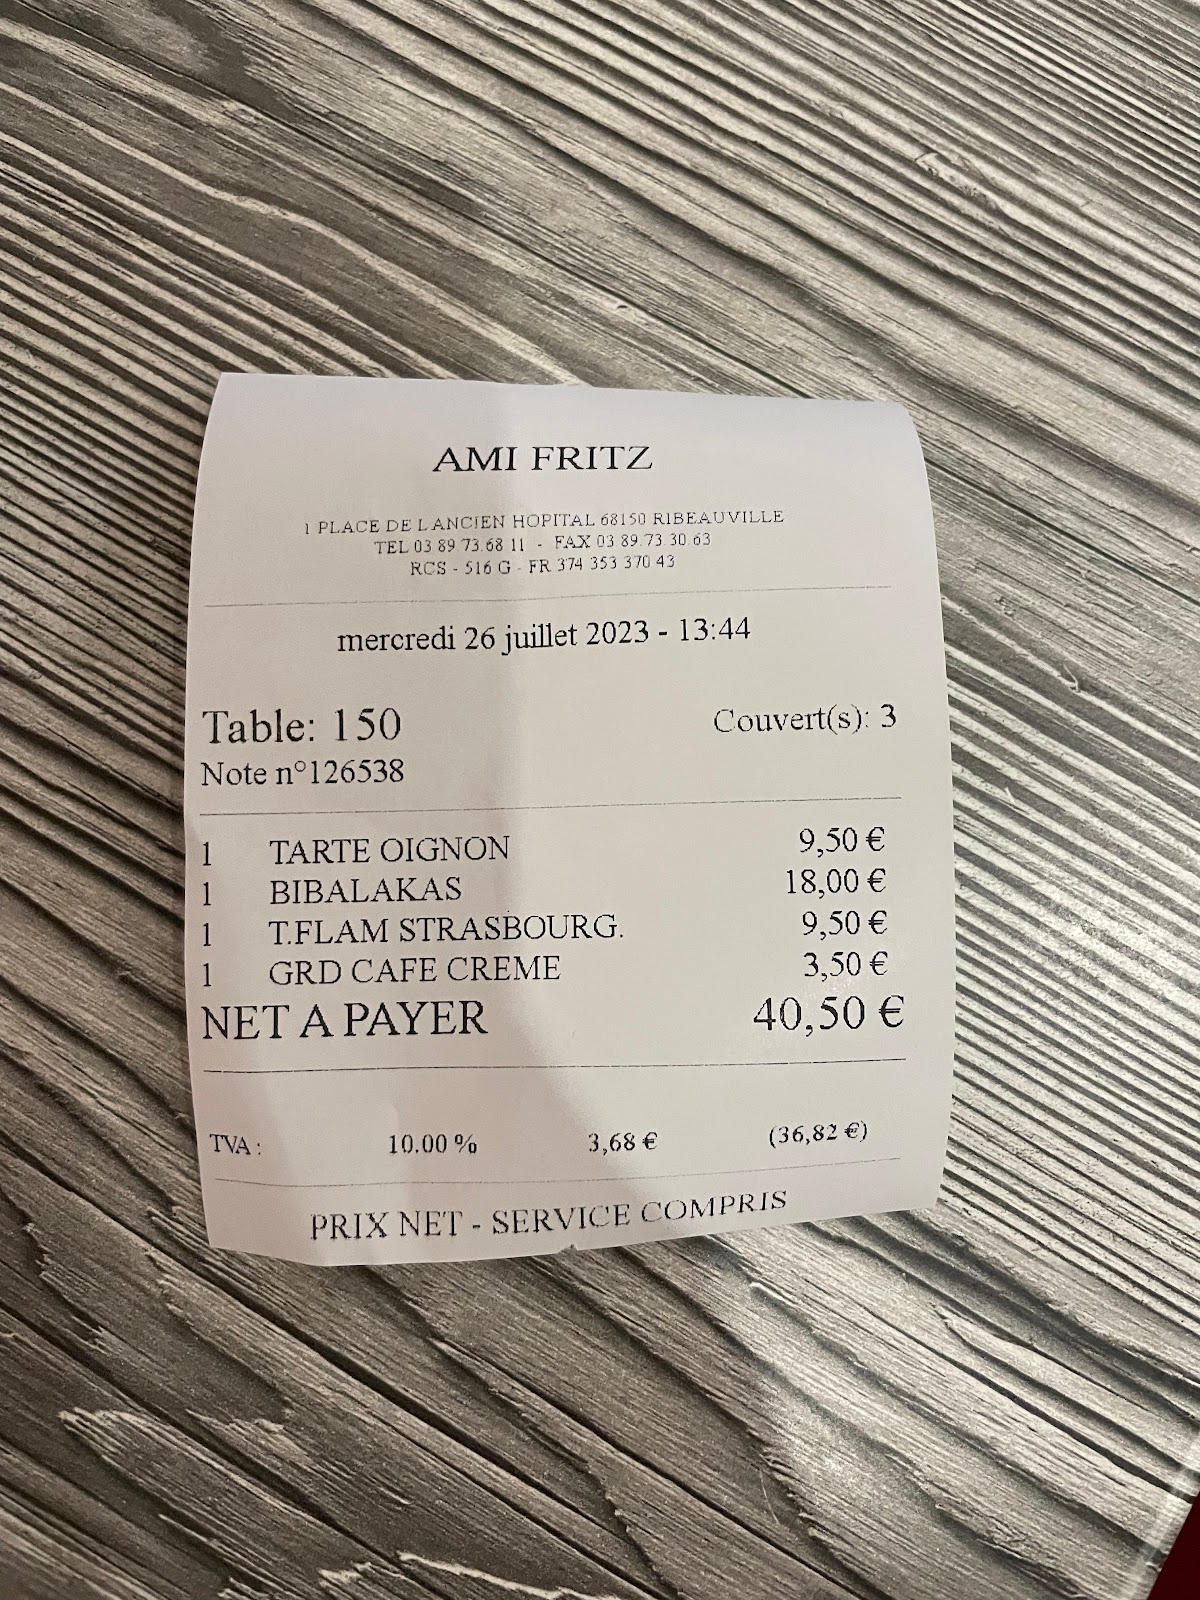 AMI FRITZ
1 PLACE DE LANCIEN HOPITAL 68150 RIBEAUVILLE
TEL 03 89 73.68 11 - FAX 03 89.73.30.63
RCS - 516 G - FR 374 353 370 43
mercredi 26 juillet 2023 - 13:44
Table: 150 Couvert(s): 3
Note n°126538
1 TARTE OIGNON 9,50 €
1 BIBALAKAS 18,00 €
1 T.FLAM STRASBOURG. 9,50 €
1 GRD CAFE CREME 3,50 €
NET A PAYER 40,50 €
TVA : 10.00 % 3,68 € (36,82 €)
PRIX NET - SERVICE COMPRIS